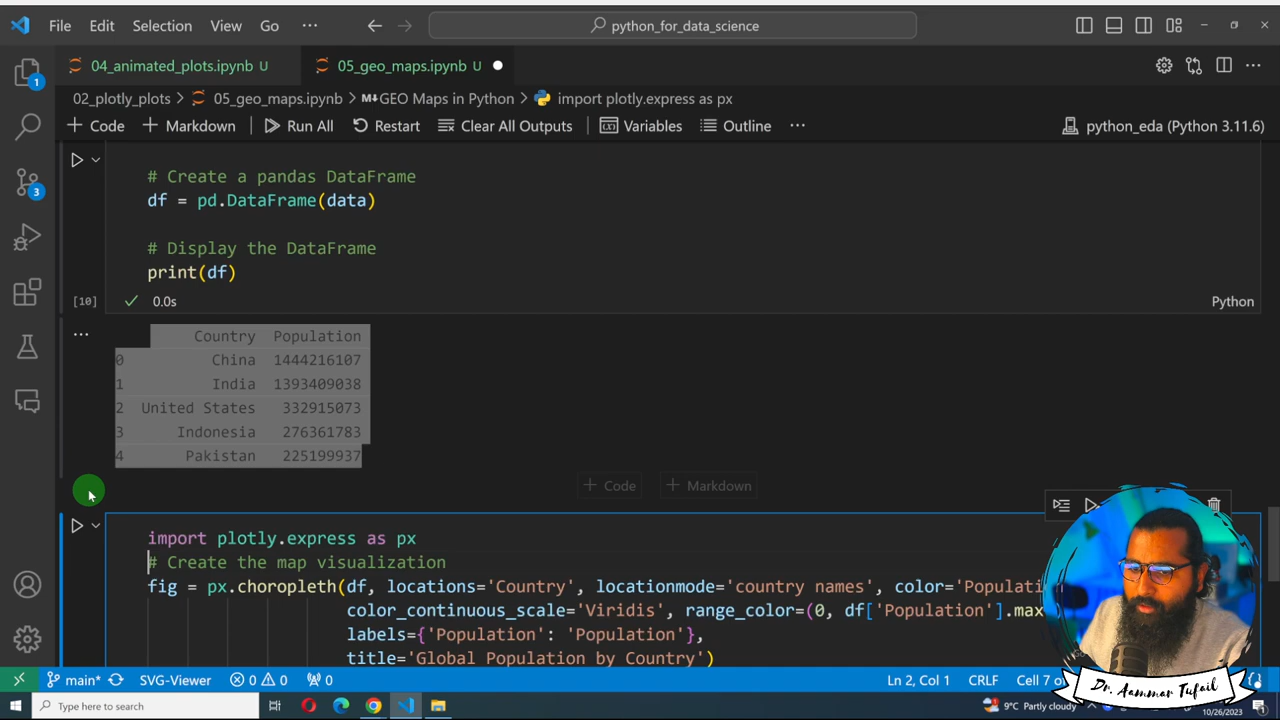 File Edit Selection View Go ··· python_for_data_science
04_animated_plots.ipynb U 05_geo_maps.ipynb U
02_plotly_plots > 05_geo_maps.ipynb > M↓GEO Maps in Python > import plotly.express as px
+ Code + Markdown Run All Restart Clear All Outputs Variables Outline ··· python_eda (Python 3.11.6)
# Create a pandas DataFrame
df = pd.DataFrame(data)
# Display the DataFrame
print(df)
[10] 0.0s Python
Country Population
0 China 1444216107
1 India 1393409038
2 United States 332915073
3 Indonesia 276361783
4 Pakistan 225199937
+ Code + Markdown
import plotly.express as px
# Create the map visualization
fig = px.choropleth(df, locations='Country', locationmode='country names', color='Populati
color_continuous_scale='Viridis', range_color=(0, df['Population'].max
labels={'Population': 'Population'},
title='Global Population by Country')
main* SVG-Viewer 0 0 0 Ln 2, Col 1 CRLF Cell 7 o
Dr. Aammar Tufail
Type here to search 9°C Partly cloudy 10/26/2023
1
3